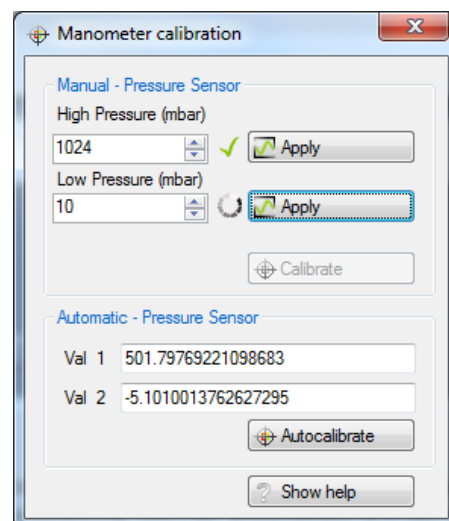 Manometer calibration
Manual - Pressure Sensor
High Pressure (mbar)
1024 Apply
Low Pressure (mbar)
10 Apply
Calibrate
Automatic - Pressure Sensor
Val 1 501.79769221098683
Val 2 -5.1010013762627295
Autocalibrate
? Show help